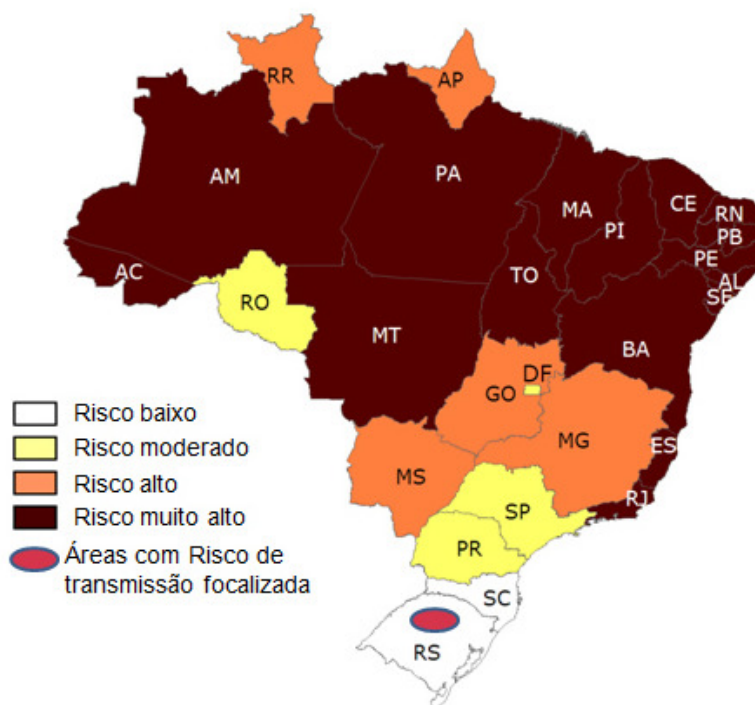 RR
AP
AM
PA
MA
CE
RN
PB
PI
PE
AL
SE
AC
TO
RO
MT
BA
DF
GO
MG
ES
MS
RJ
SP
PR
SC
RS
Risco baixo
Risco moderado
Risco alto
Risco muito alto
Áreas com Risco de
transmissão focalizada